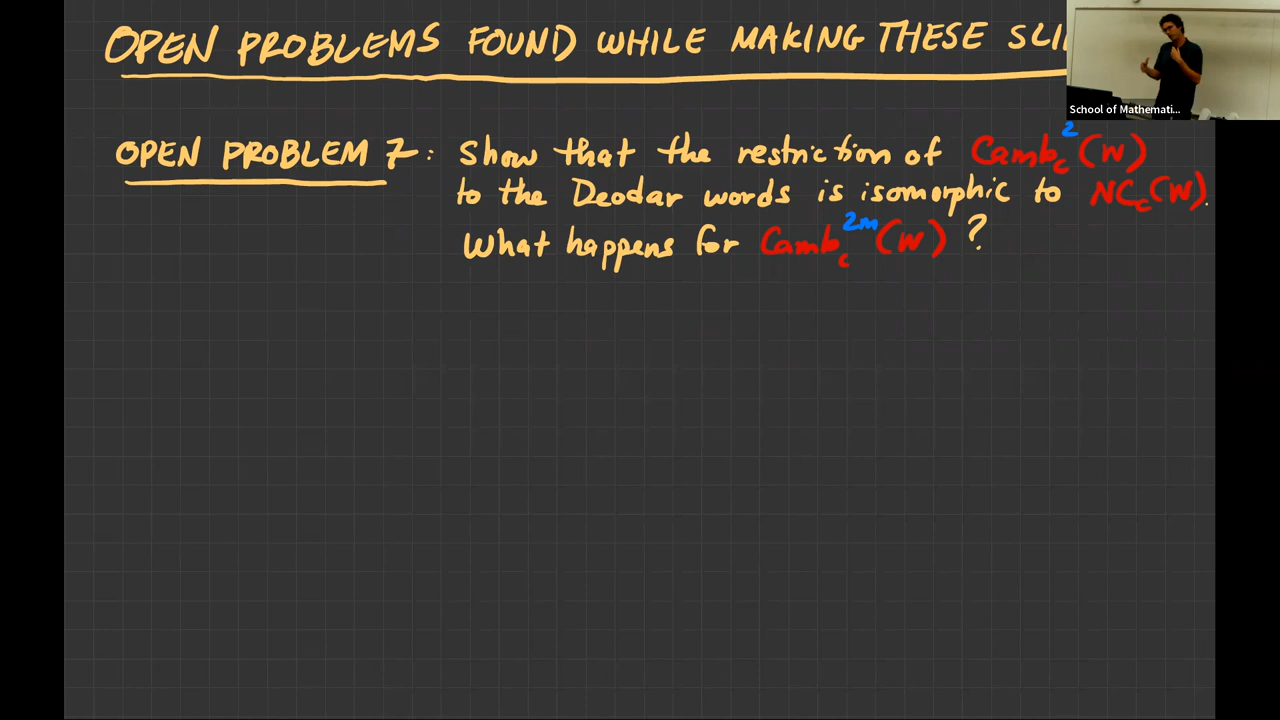 OPEN PROBLEMS FOUND WHILE MAKING THESE
School of Mathemati...
OPEN PROBLEM 7: Show that the restriction of Camb_c^2(W)
to the Deodar words is isomorphic to NC_c(W).
What happens for Camb_c^{2m}(W)?